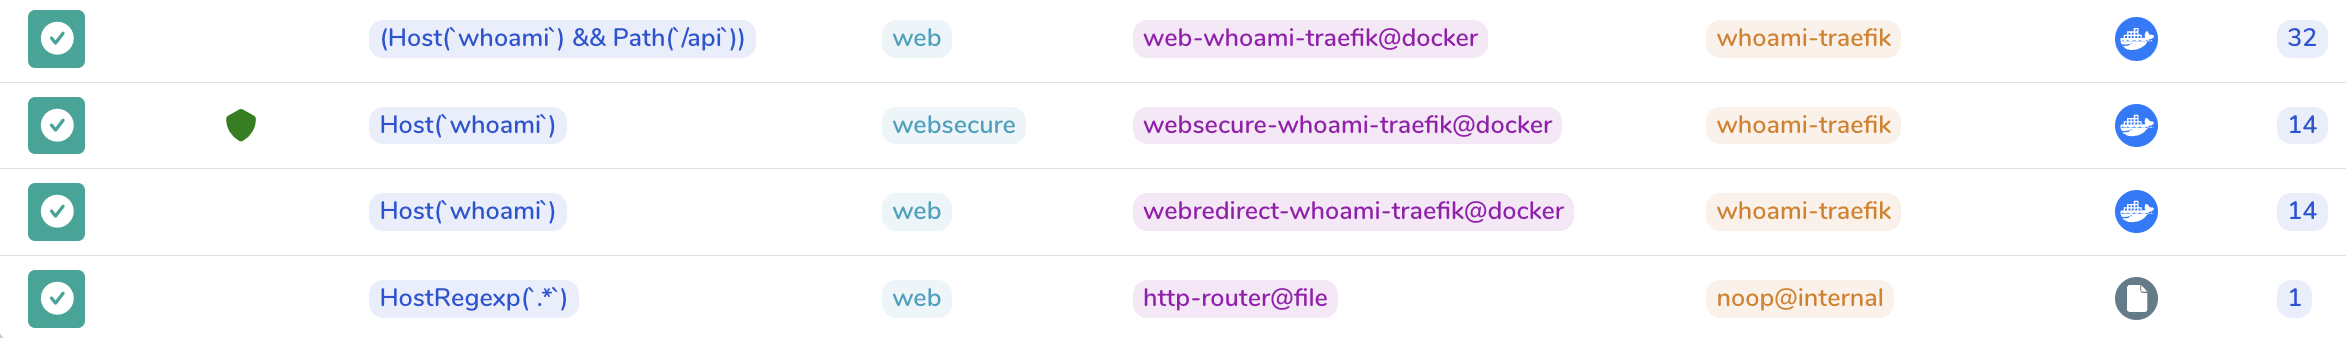 (Host(`whoami`) && Path(`/api`)) web web-whoami-traefik@docker whoami-traefik 32
Host(`whoami`) websecure websecure-whoami-traefik@docker whoami-traefik 14
Host(`whoami`) web webredirect-whoami-traefik@docker whoami-traefik 14
HostRegexp(`.*`) web http-router@file noop@internal 1